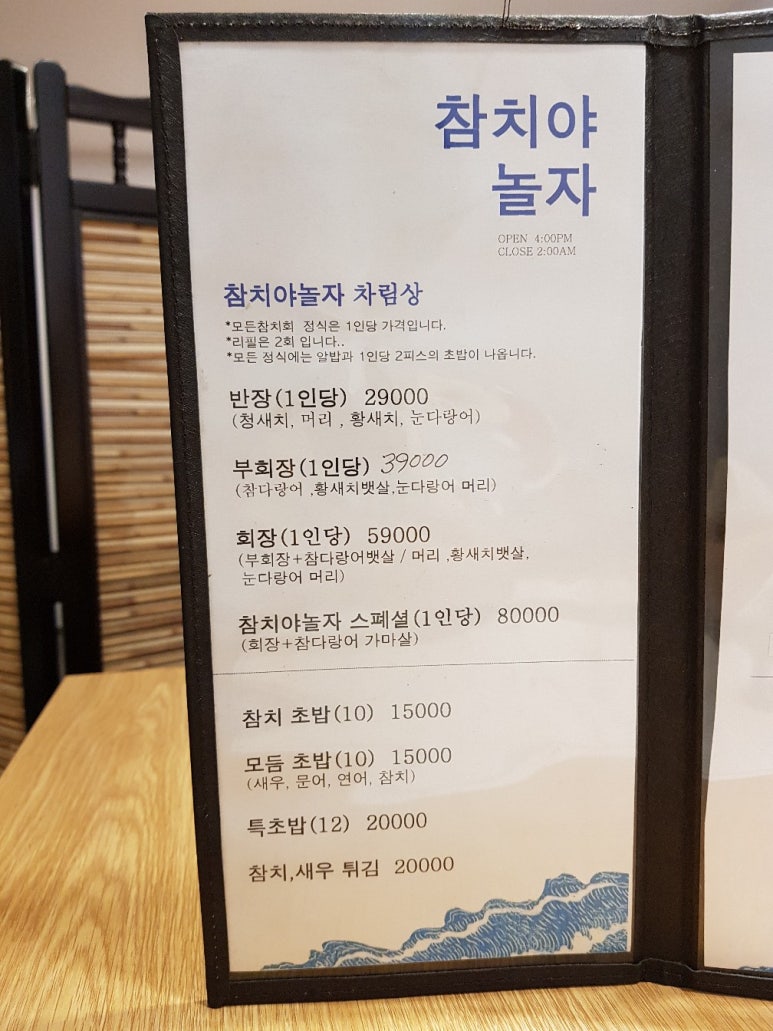 참치야
놀자
OPEN 4:00PM
CLOSE 2:00AM
참치야놀자 차림상
*모든참치회 정식은 1인당 가격입니다.
*리필은 2회 입니다..
*모든 정식에는 알밥과 1인당 2피스의 초밥이 나옵니다.
반장(1인당) 29000
(청새치, 머리 , 황새치, 눈다랑어)
부회장(1인당) 39000
(참다랑어 ,황새치뱃살,눈다랑어 머리)
회장(1인당) 59000
(부회장+참다랑어뱃살 / 머리 ,황새치뱃살,
눈다랑어 머리)
참치야놀자 스폐셜(1인당) 80000
(회장+참다랑어 가마살)
참치 초밥(10) 15000
모듬 초밥(10) 15000
(새우, 문어, 연어, 참치)
특초밥(12) 20000
참치,새우 튀김 20000